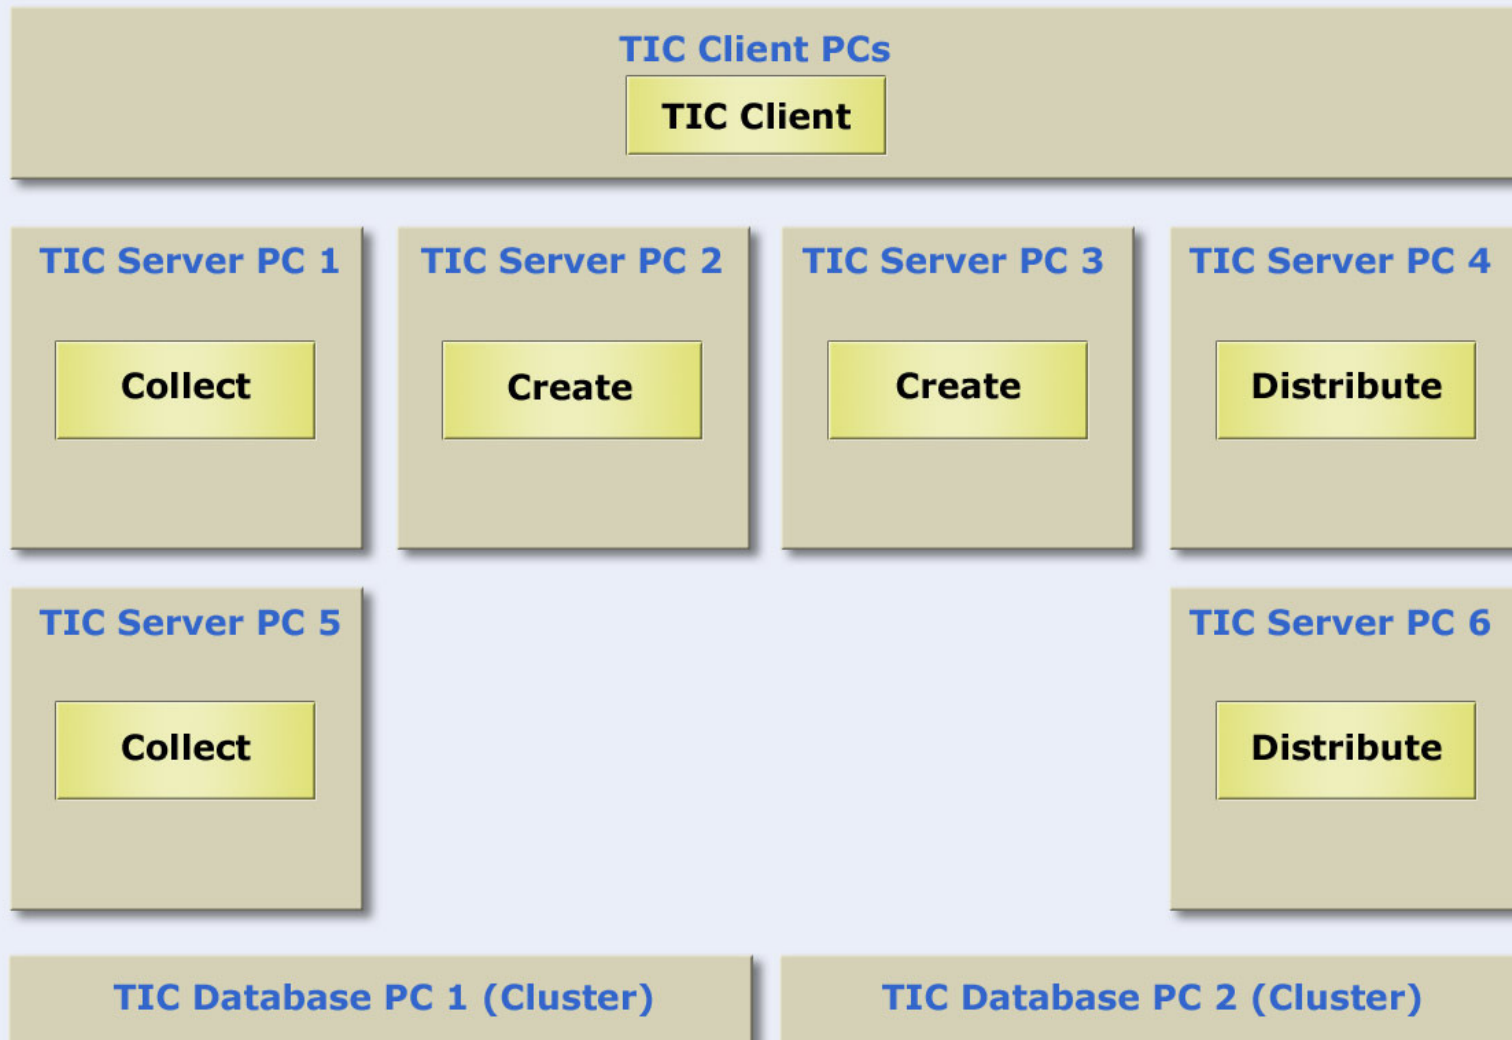 TIC Client PCs
TIC Client
TIC Server PC 1
TIC Server PC 2
TIC Server PC 3
TIC Server PC 4
Collect
Create
Create
Distribute
TIC Server PC 5
TIC Server PC 6
Collect
Distribute
TIC Database PC 1 (Cluster)
TIC Database PC 2 (Cluster)